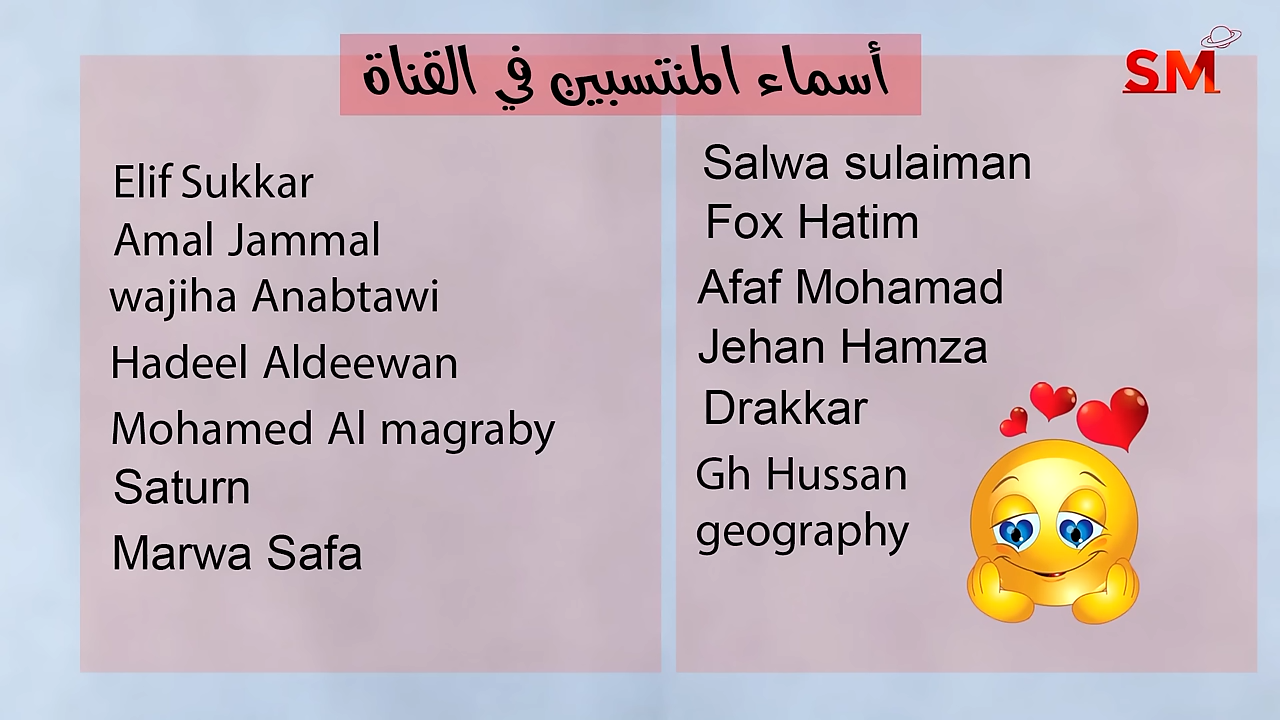 أسماء المنتسبين في القناة
SM
Elif Sukkar
Amal Jammal
wajiha Anabtawi
Hadeel Aldeewan
Mohamed Al magraby
Saturn
Marwa Safa
Salwa sulaiman
Fox Hatim
Afaf Mohamad
Jehan Hamza
Drakkar
Gh Hussan
geography